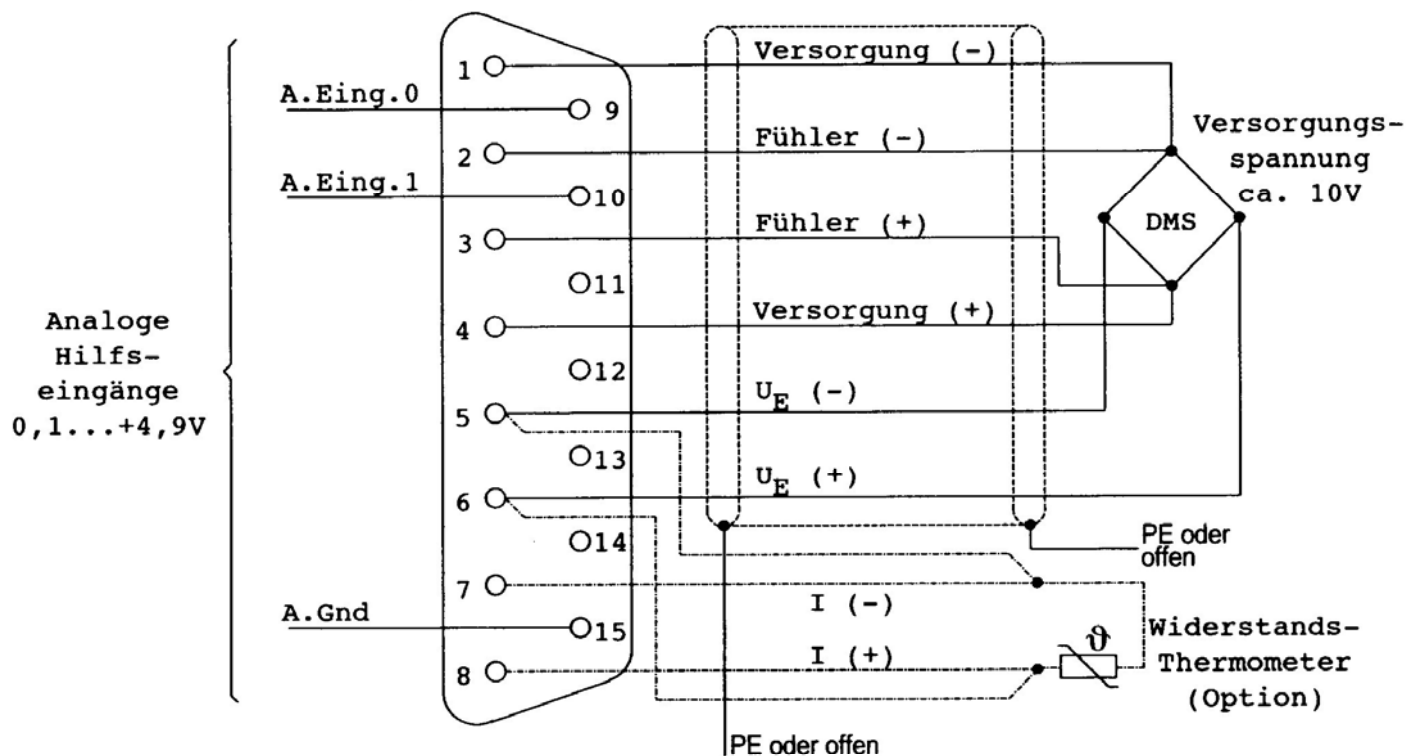 Versorgung (-)
1
A.Eing.0
9
Fühler (-)
2
Versorgungs-
spannung
ca. 10V
A.Eing.1
10
Fühler (+)
3
DMS
11
Versorgung (+)
4
Analoge
Hilfs-
eingänge
0,1...+4,9V
12
UE (-)
5
13
UE (+)
6
14
PE oder
offen
7
I (-)
A.Gnd
15
I (+)
8
ϑ
Widerstands-
Thermometer
(Option)
PE oder offen